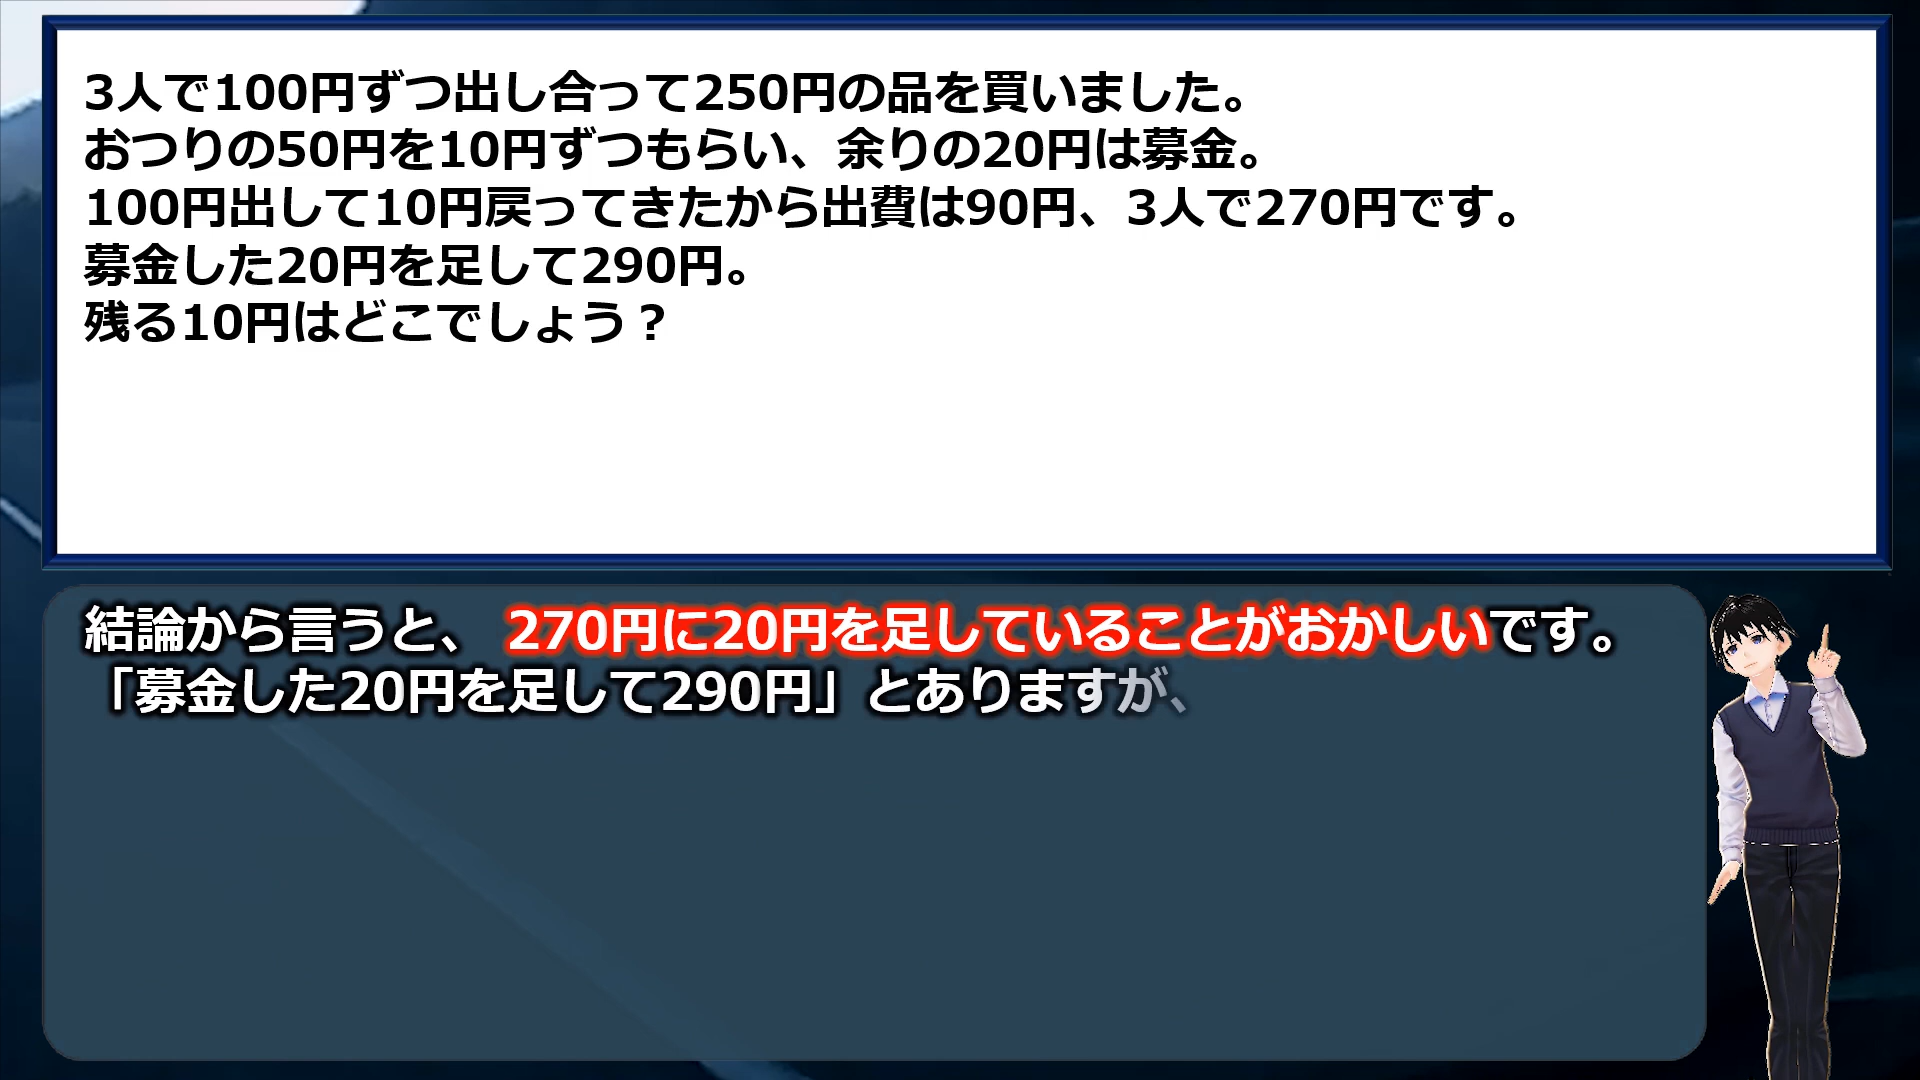 3人で100円ずつ出し合って250円の品を買いました。
おつりの50円を10円ずつもらい、余りの20円は募金。
100円出して10円戻ってきたから出費は90円、3人で270円です。
募金した20円を足して290円。
残る10円はどこでしょう？
結論から言うと、 270円に20円を足していることがおかしいです。
「募金した20円を足して290円」とありますが、